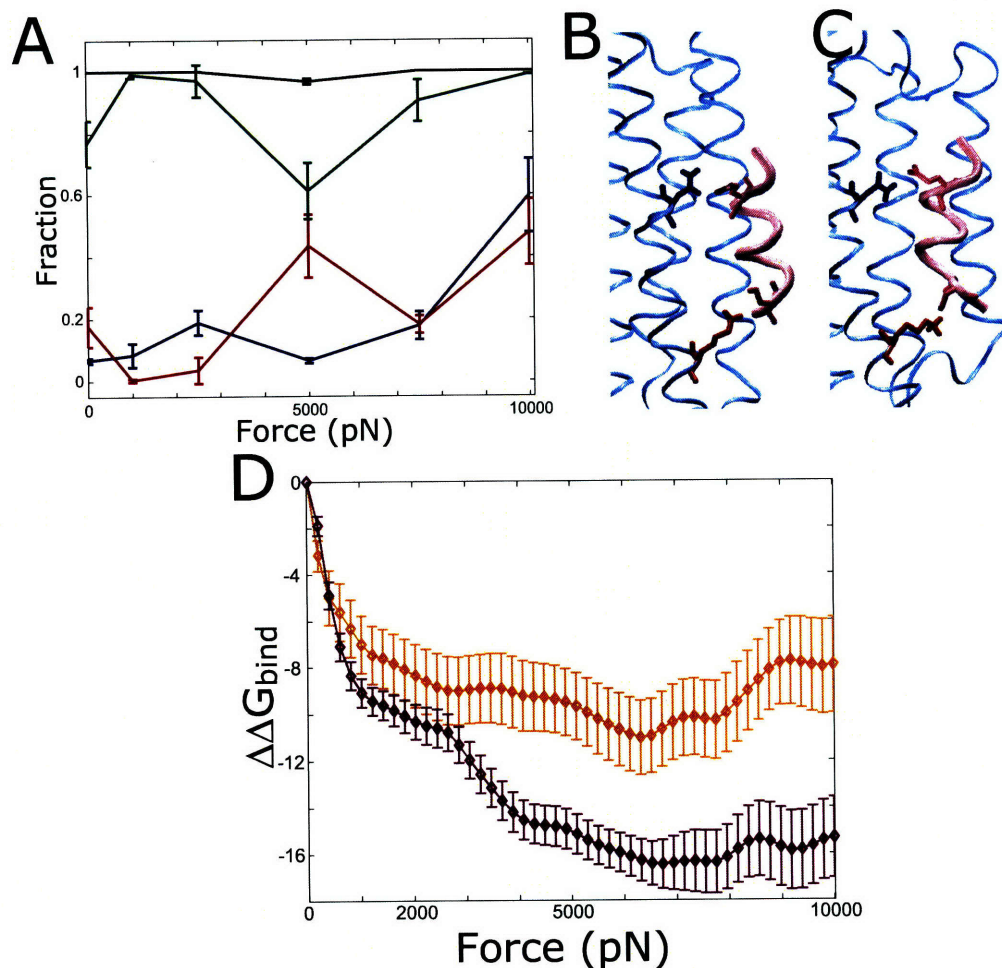 A
B
C
1
0.6
0.2
0
Fraction
0
5000
10000
Force (pN)
D
0
-4
-8
-12
-16
ΔΔG_bind
0
2000
5000
10000
Force (pN)